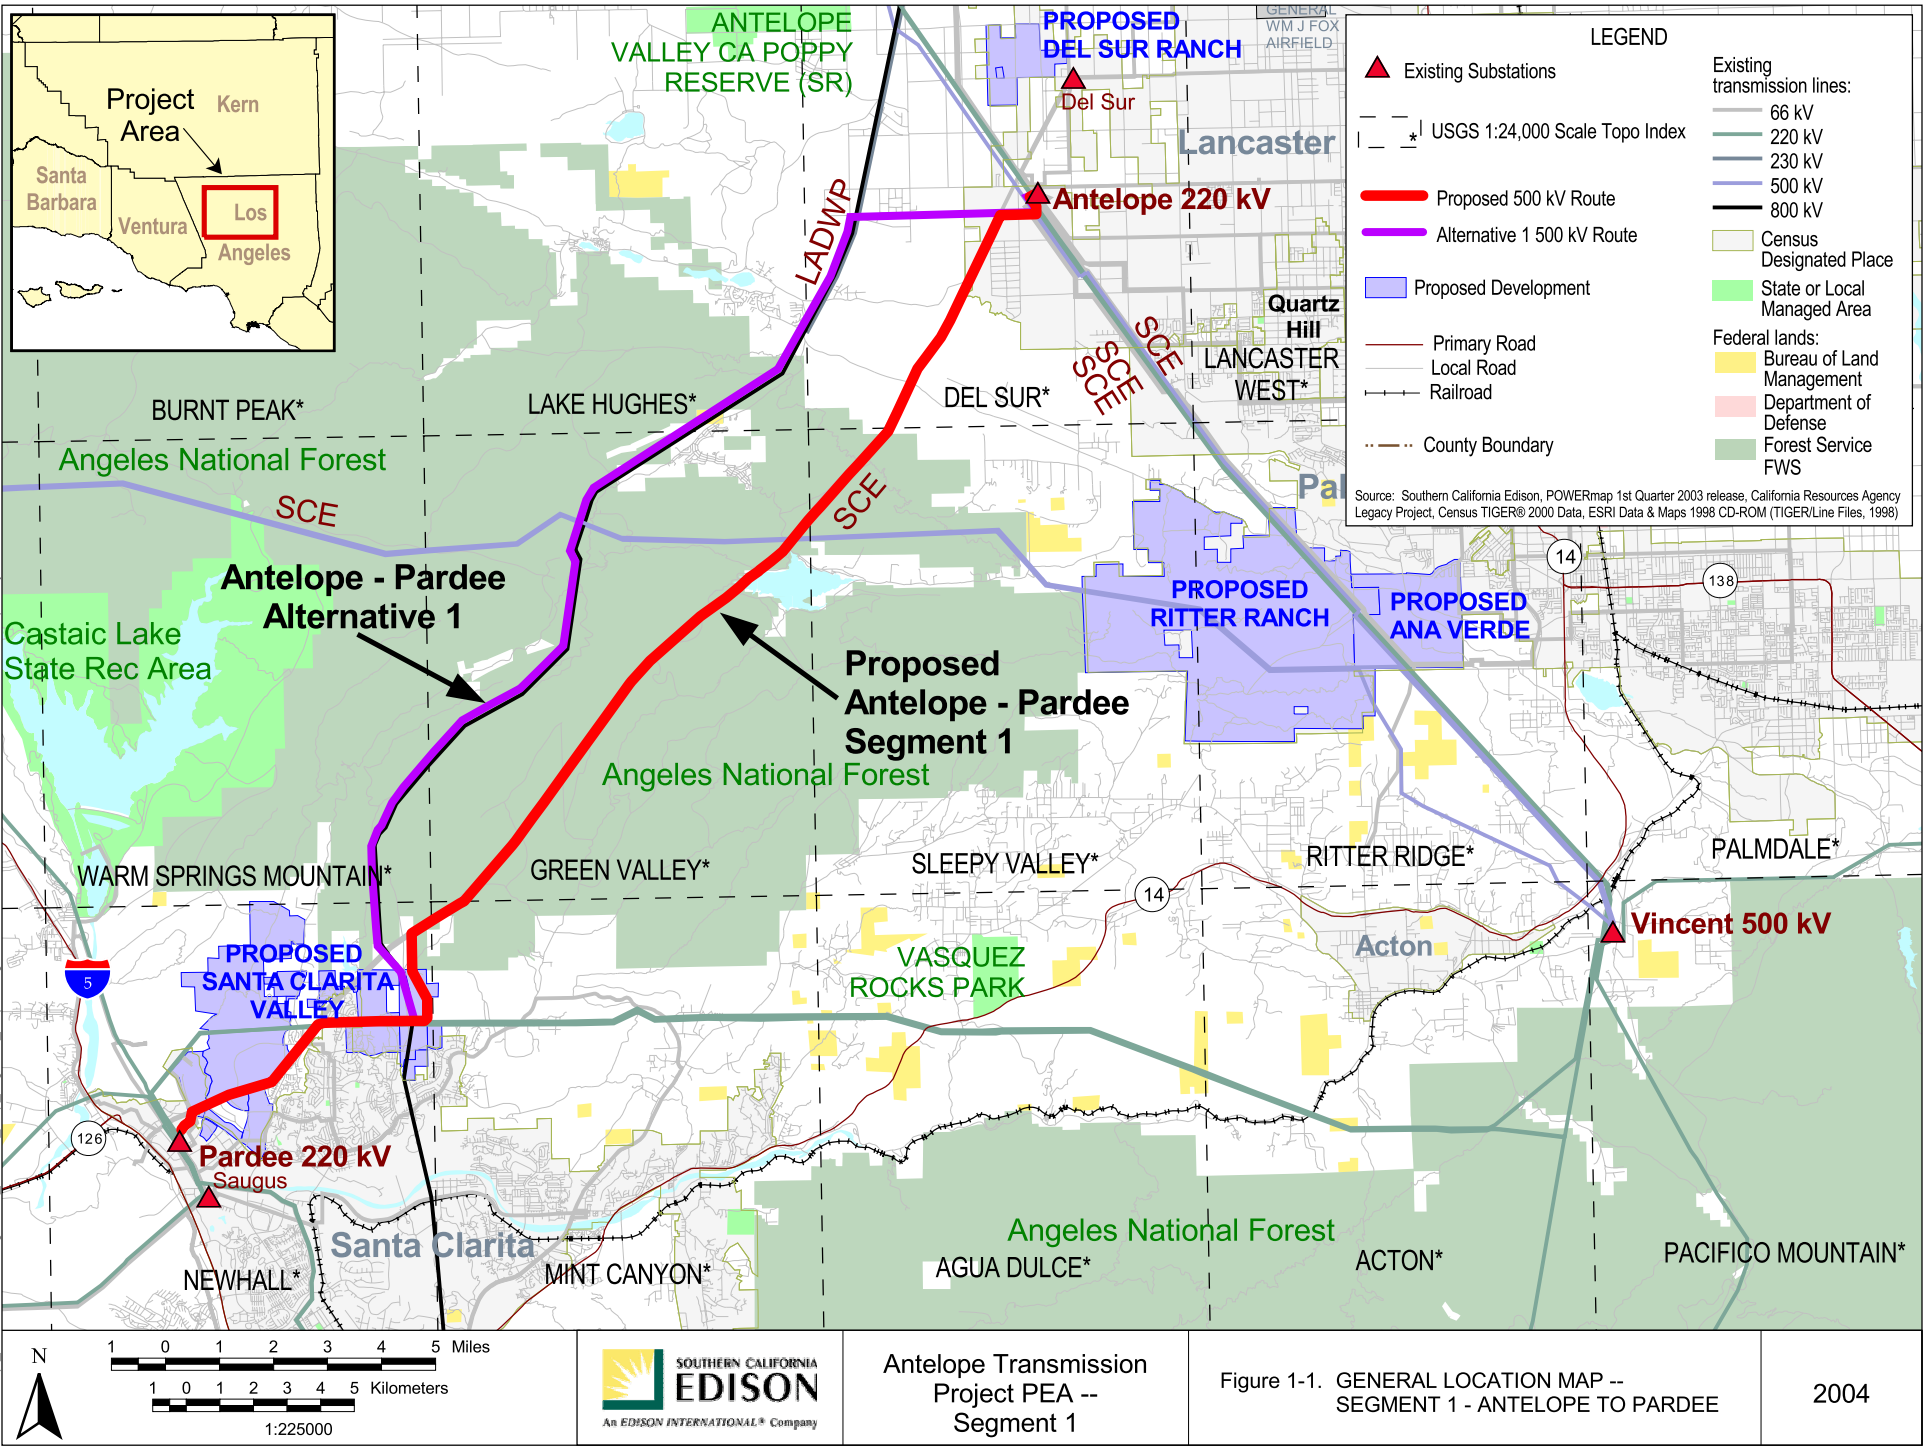 Project
Area
Kern
Santa
Barbara
Ventura
Los
Angeles
ANTELOPE
VALLEY CA POPPY
RESERVE (SR)
PROPOSED
DEL SUR RANCH
GENERAL
WM J FOX
AIRFIELD
Del Sur
Lancaster
LADWP
Antelope 220 kV
Quartz
Hill
SCE
SCE
SCE
LANCASTER
WEST*
BURNT PEAK*
LAKE HUGHES*
DEL SUR*
Angeles National Forest
SCE
SCE
Pal
LEGEND
Existing Substations
* USGS 1:24,000 Scale Topo Index
Proposed 500 kV Route
Alternative 1 500 kV Route
Proposed Development
Primary Road
Local Road
Railroad
County Boundary
Existing
transmission lines:
66 kV
220 kV
230 kV
500 kV
800 kV
Census
Designated Place
State or Local
Managed Area
Federal lands:
Bureau of Land
Management
Department of
Defense
Forest Service
FWS
Source: Southern California Edison, POWERmap 1st Quarter 2003 release, California Resources Agency
Legacy Project, Census TIGER® 2000 Data, ESRI Data & Maps 1998 CD-ROM (TIGER/Line Files, 1998)
14
138
Antelope - Pardee
Alternative 1
PROPOSED
RITTER RANCH
PROPOSED
ANA VERDE
Castaic Lake
State Rec Area
Proposed
Antelope - Pardee
Segment 1
Angeles National Forest
WARM SPRINGS MOUNTAIN*
GREEN VALLEY*
SLEEPY VALLEY*
RITTER RIDGE*
PALMDALE*
14
Vincent 500 kV
Acton
VASQUEZ
ROCKS PARK
PROPOSED
SANTA CLARITA
VALLEY
5
126
Pardee 220 kV
Saugus
Santa Clarita
Angeles National Forest
NEWHALL*
MINT CANYON*
AGUA DULCE*
ACTON*
PACIFICO MOUNTAIN*
N
1 0 1 2 3 4 5 Miles
1 0 1 2 3 4 5 Kilometers
1:225000
SOUTHERN CALIFORNIA
EDISON
An EDISON INTERNATIONAL® Company
Antelope Transmission
Project PEA --
Segment 1
Figure 1-1. GENERAL LOCATION MAP --
SEGMENT 1 - ANTELOPE TO PARDEE
2004